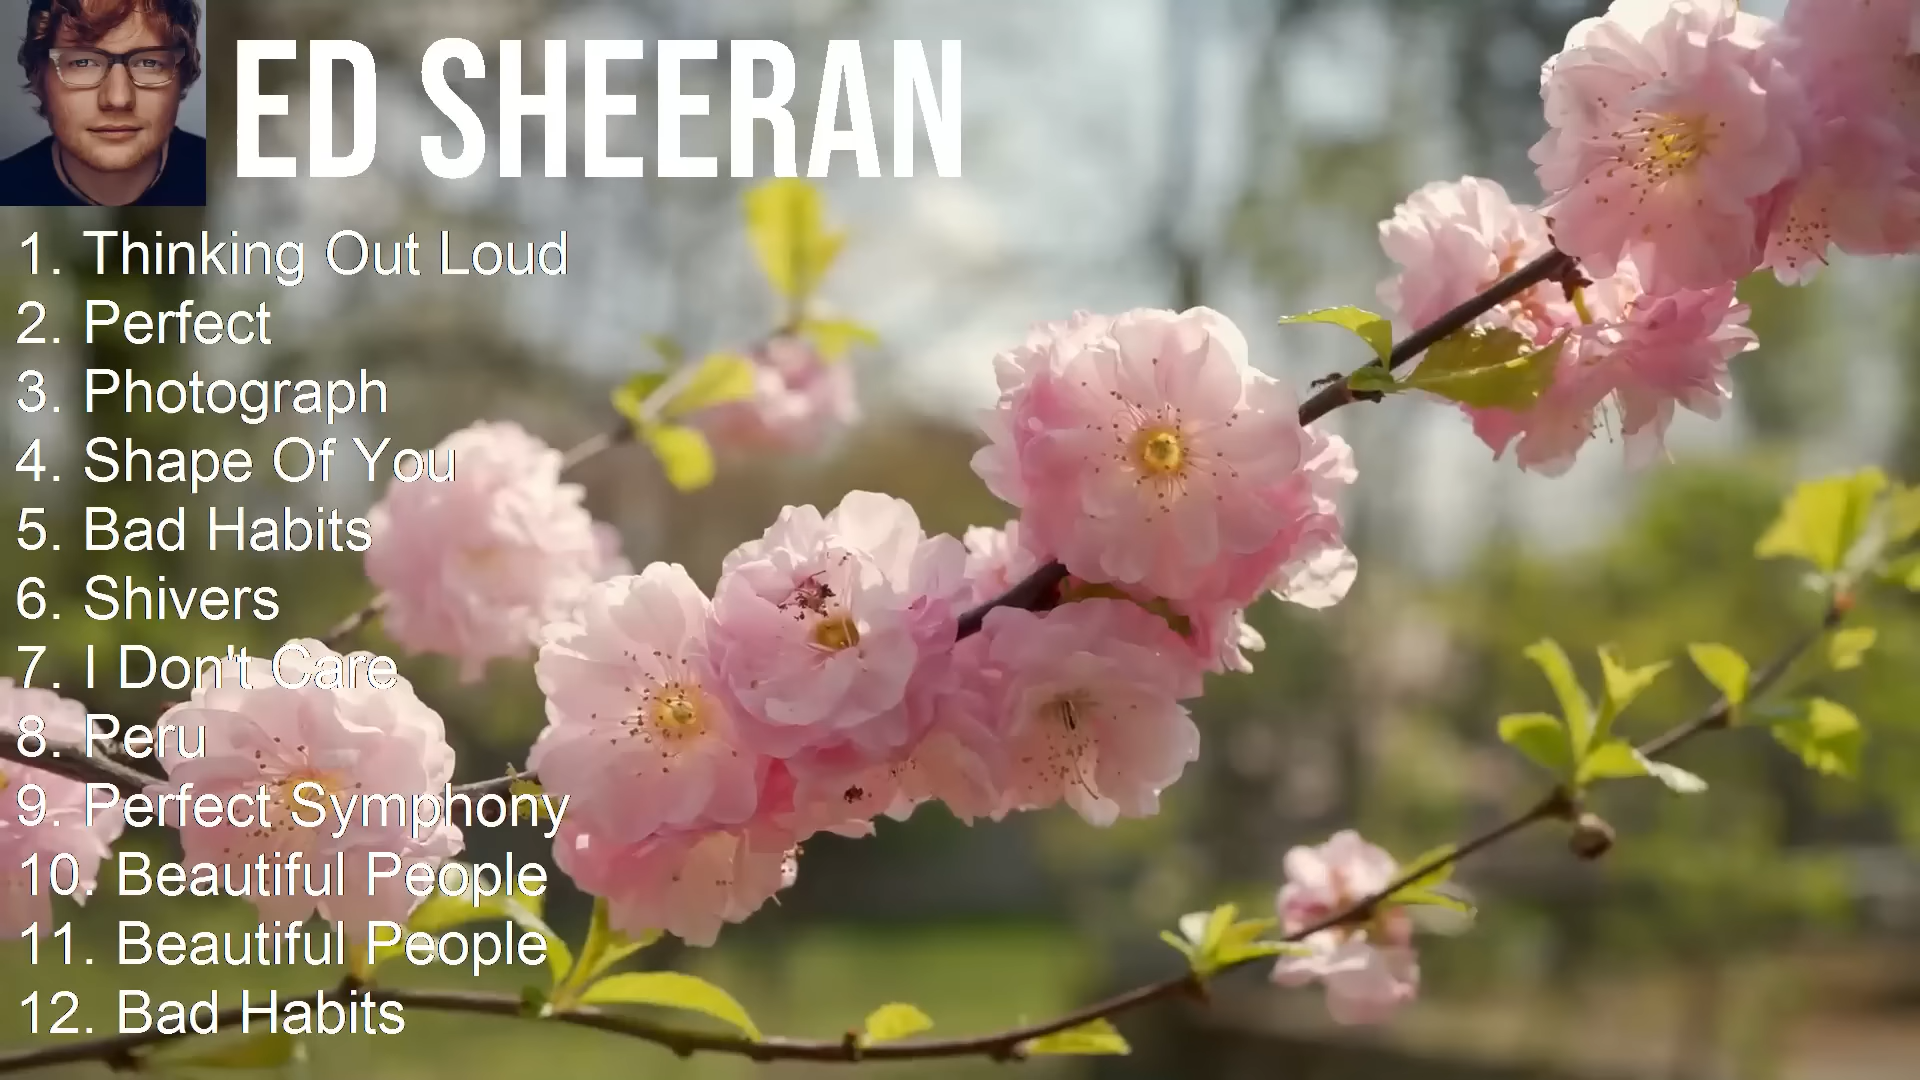 ED SHEERAN
1. Thinking Out Loud
2. Perfect
3. Photograph
4. Shape Of You
5. Bad Habits
6. Shivers
7. I Don't Care
8. Peru
9. Perfect Symphony
10. Beautiful People
11. Beautiful People
12. Bad Habits